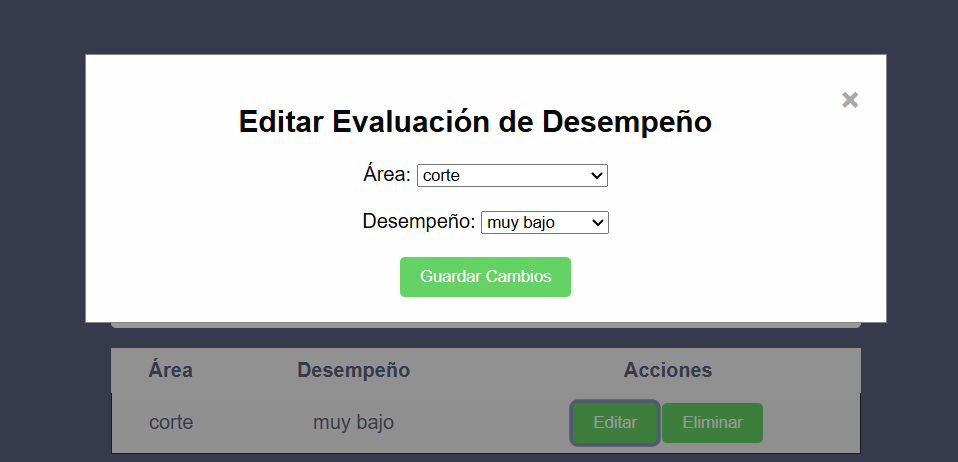 ×
Editar Evaluación de Desempeño
Área: corte
Desempeño: muy bajo
Guardar Cambios
Área Desempeño Acciones
corte muy bajo Editar Eliminar